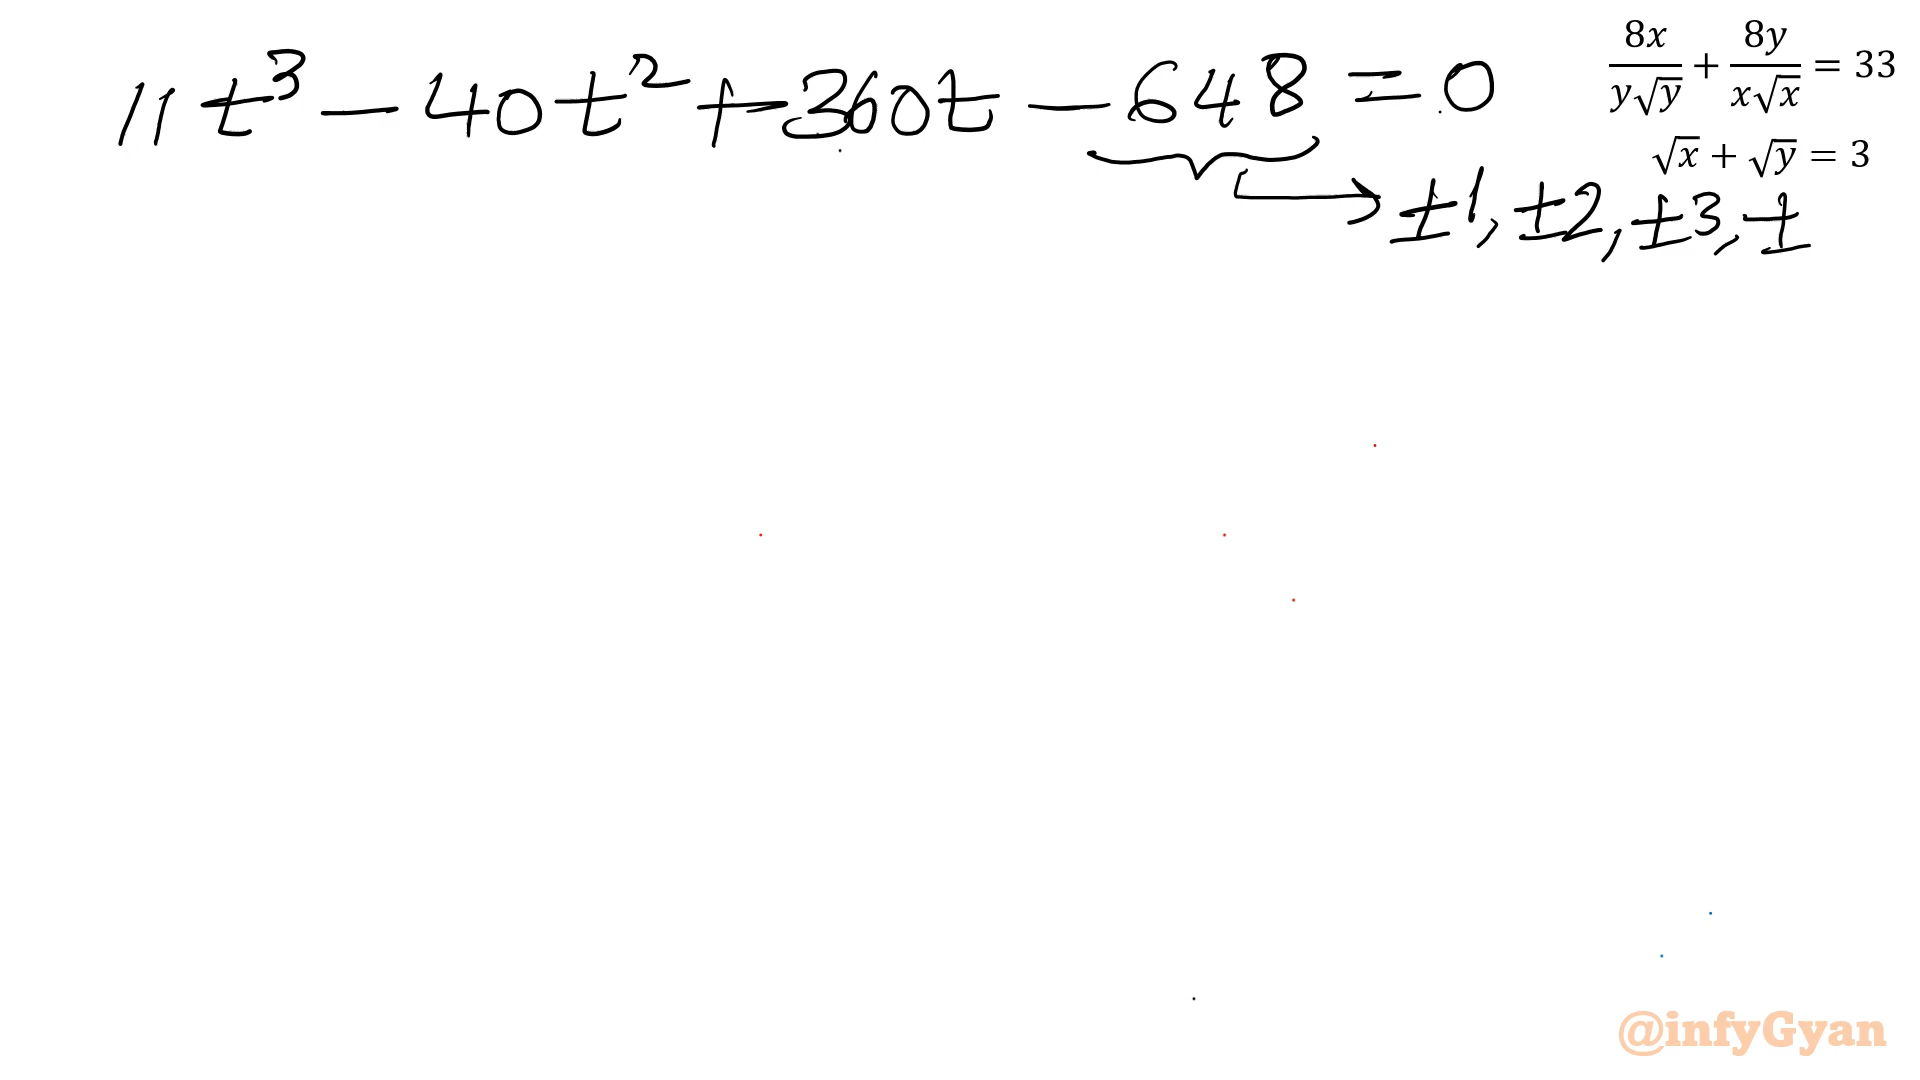 11t³ − 40t² + 360t − 648 = 0
8x/(y√y) + 8y/(x√x) = 33
√x + √y = 3
±1, ±2, ±3, ±
@infyGyan